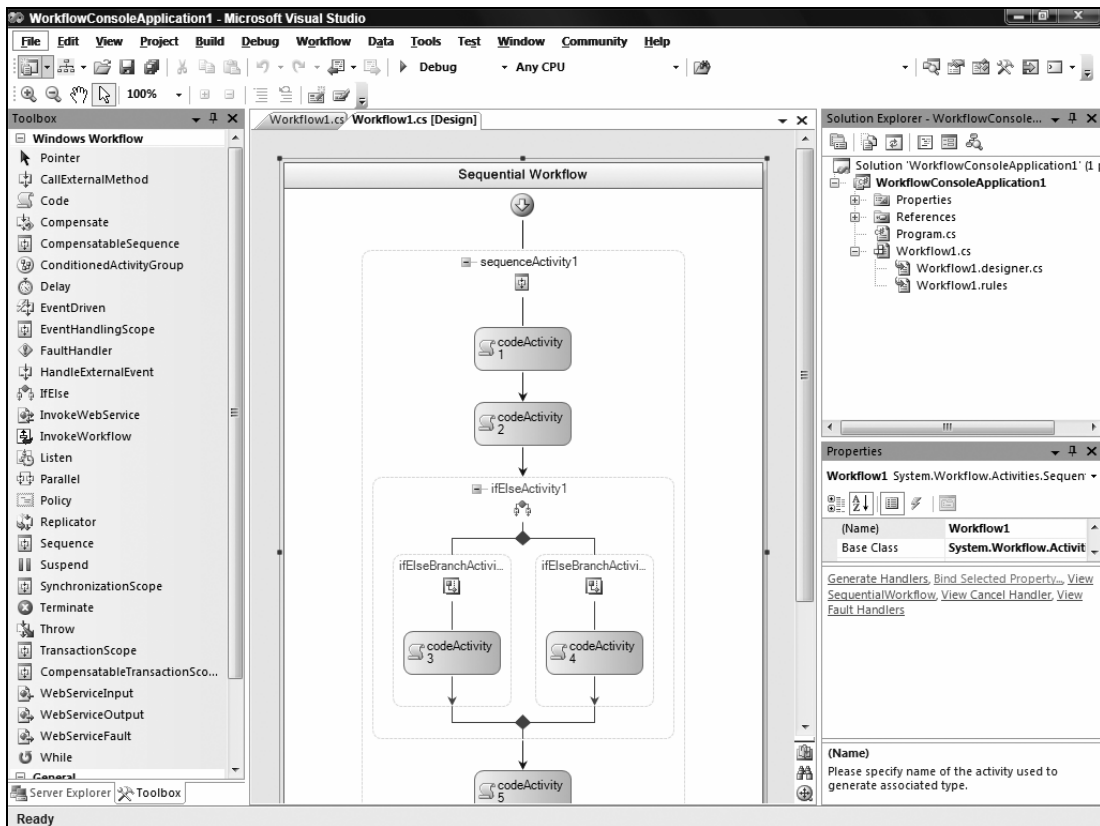 WorkflowConsoleApplication1 - Microsoft Visual Studio
File Edit View Project Build Debug Workflow Data Tools Test Window Community Help
Debug Any CPU
100%
Toolbox
Windows Workflow
Pointer
CallExternalMethod
Code
Compensate
CompensatableSequence
ConditionedActivityGroup
Delay
EventDriven
EventHandlingScope
FaultHandler
HandleExternalEvent
IfElse
InvokeWebService
InvokeWorkflow
Listen
Parallel
Policy
Replicator
Sequence
Suspend
SynchronizationScope
Terminate
Throw
TransactionScope
CompensatableTransactionSco...
WebServiceInput
WebServiceOutput
WebServiceFault
While
General
Server Explorer Toolbox
Workflow1.cs Workflow1.cs [Design]
Sequential Workflow
sequenceActivity1
codeActivity
1
codeActivity
2
ifElseActivity1
ifElseBranchActivi... ifElseBranchActivi...
codeActivity
3
codeActivity
4
codeActivity
5
Solution Explorer - WorkflowConsole...
Solution 'WorkflowConsoleApplication1' (1 p
WorkflowConsoleApplication1
Properties
References
Program.cs
Workflow1.cs
Workflow1.designer.cs
Workflow1.rules
Properties
Workflow1 System.Workflow.Activities.Sequen
(Name) Workflow1
Base Class System.Workflow.Activit
Generate Handlers, Bind Selected Property..., View
SequentialWorkflow, View Cancel Handler, View
Fault Handlers
(Name)
Please specify name of the activity used to
generate associated type.
Ready